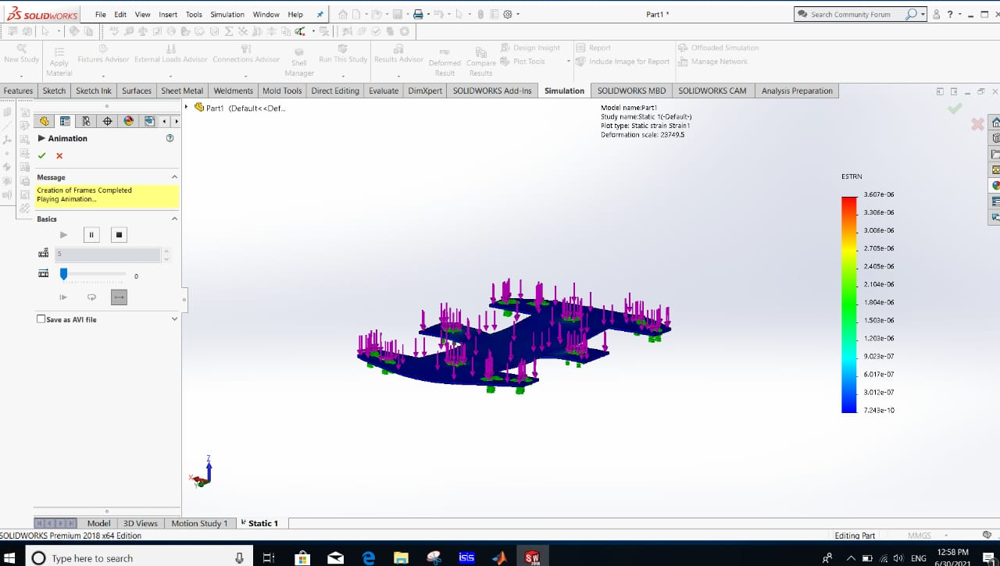 SOLIDWORKS
File Edit View Insert Tools Simulation Window Help
Part1 *
Search Community Forum
New Study
Apply Material
Fixtures Advisor
External Loads Advisor
Connections Advisor
Shell Manager
Run This Study
Results Advisor
Deformed Result
Compare Results
Design Insight
Plot Tools
Report
Include Image for Report
Offloaded Simulation
Manage Network
Features Sketch Sketch Ink Surfaces Sheet Metal Weldments Mold Tools Direct Editing Evaluate DimXpert SOLIDWORKS Add-Ins Simulation SOLIDWORKS MBD SOLIDWORKS CAM Analysis Preparation
Part1 (Default<<Def...
Model name:Part1
Study name:Static 1(-Default-)
Plot type: Static strain Strain1
Deformation scale: 23749.5
Animation
Message
Creation of Frames Completed
Playing Animation...
Basics
5
0
Save as AVI file
ESTRN
3.607e-06
3.306e-06
3.006e-06
2.705e-06
2.405e-06
2.104e-06
1.804e-06
1.503e-06
1.203e-06
9.023e-07
6.017e-07
3.012e-07
7.243e-10
Z
X
Y
Model 3D Views Motion Study 1 Static 1
SOLIDWORKS Premium 2018 x64 Edition
Editing Part
MMGS
Type here to search
isis
SW
2018
ENG
12:58 PM